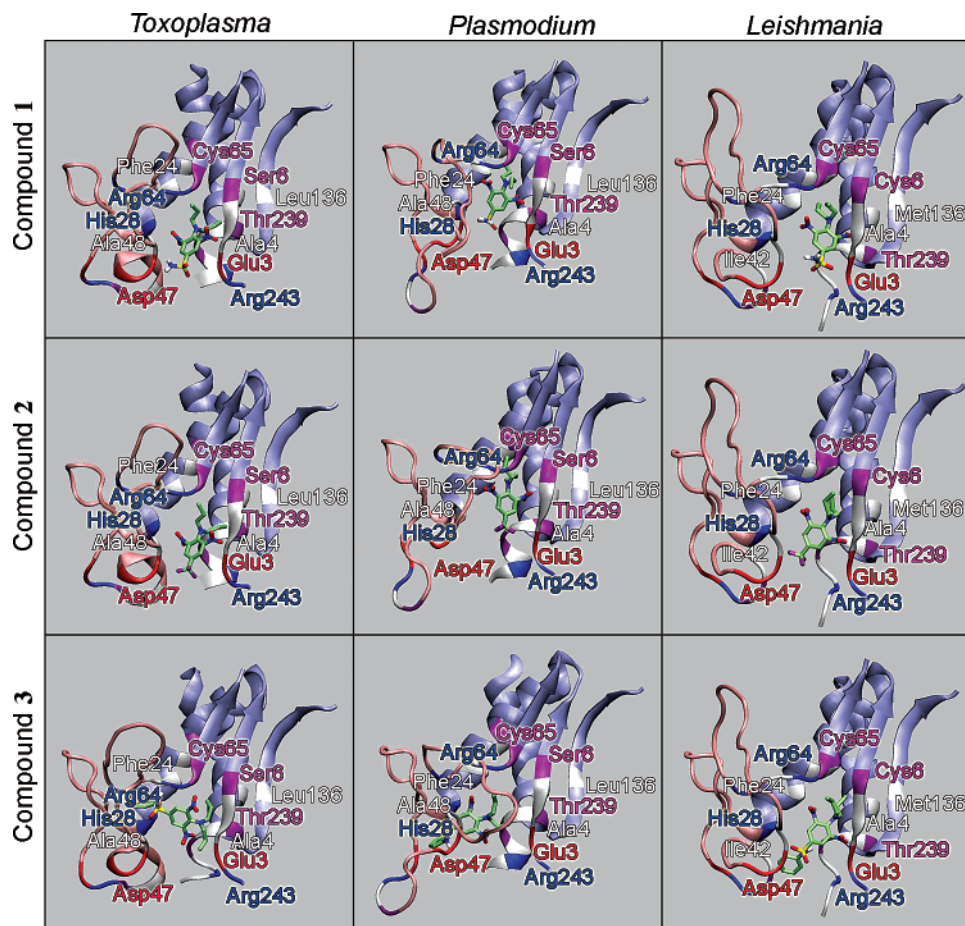 Toxoplasma
Plasmodium
Leishmania
Compound 1
Phe24
Cys65
Ser6
Arg64
Leu136
His28
Thr239
Ala48
Ala4
Glu3
Asp47
Arg243
Cys65
Arg64
Ser6
Phe24
Leu136
Ala48
Thr239
His28
Ala4
Glu3
Asp47
Arg243
Cys65
Arg64
Phe24
Cys6
Met136
His28
Ala4
Ile42
Thr239
Glu3
Asp47
Arg243
Compound 2
Cys65
Phe24
Ser6
Arg64
Leu136
His28
Thr239
Ala48
Ala4
Glu3
Asp47
Arg243
Cys65
Arg64
Ser6
Phe24
Leu136
Ala48
Thr239
His28
Ala4
Glu3
Asp47
Arg243
Cys65
Arg64
Cys6
Phe24
Met136
His28
Ala4
Ile42
Thr239
Glu3
Asp47
Arg243
Compound 3
Cys65
Phe24
Ser6
Arg64
Leu136
His28
Thr239
Ala48
Ala4
Glu3
Asp47
Arg243
Cys65
Arg64
Ser6
Phe24
Leu136
Ala48
Thr239
His28
Ala4
Glu3
Asp47
Arg243
Cys65
Arg64
Cys6
Phe24
Met136
His28
Ala4
Ile42
Thr239
Glu3
Asp47
Arg243